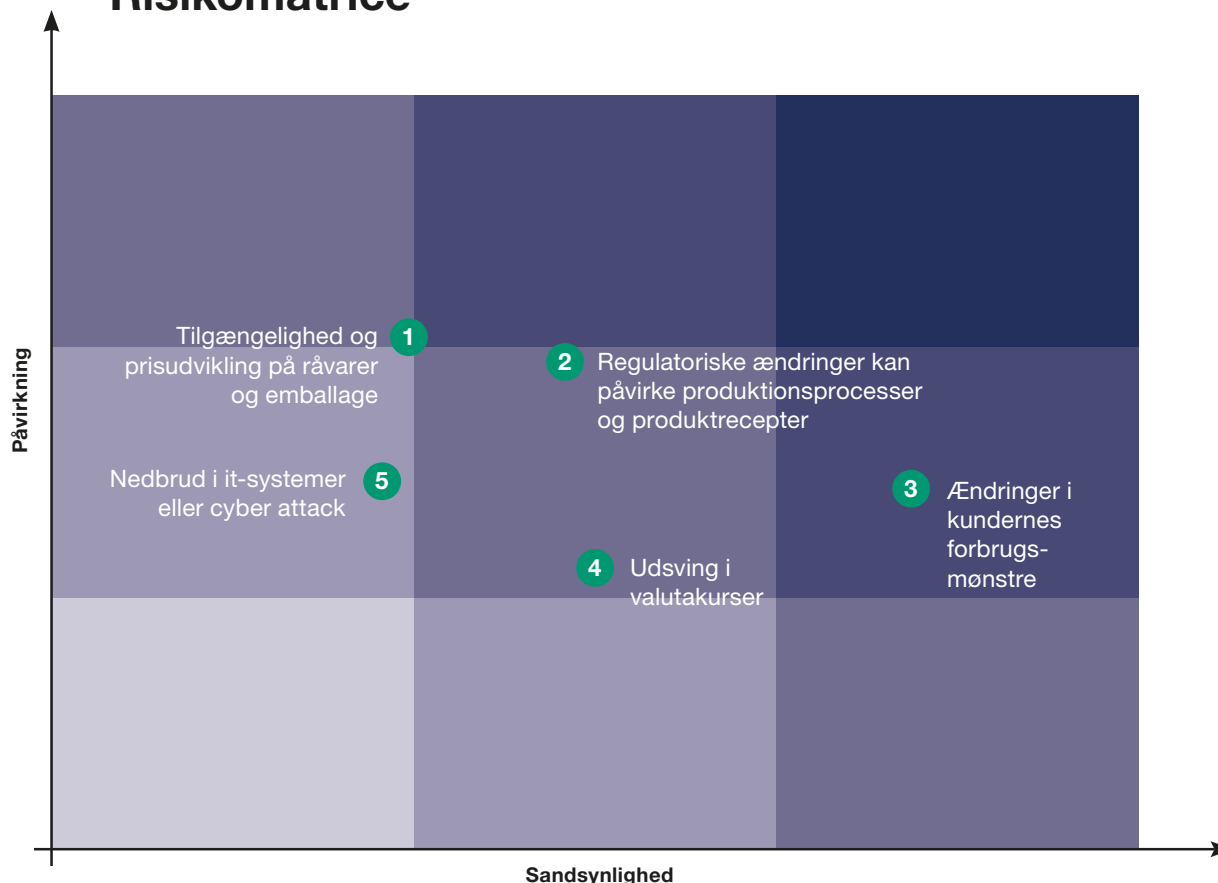 Risikomatrice
Påvirkning
Tilgængelighed og
prisudvikling på råvarer
og emballage
1
2
Regulatoriske ændringer kan
påvirke produktionsprocesser
og produktrecepter
Nedbrud i it-systemer
eller cyber attack
5
3
Ændringer i
kundernes
forbrugs-
mønstre
4
Udsving i
valutakurser
Sandsynlighed